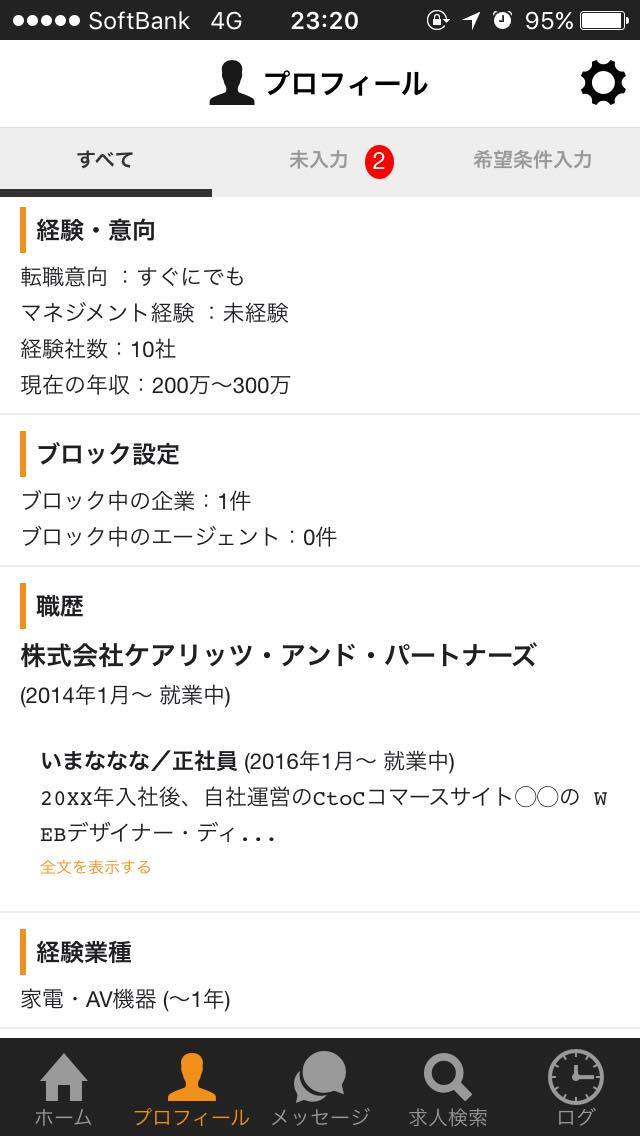 SoftBank 4G 23:20 95%
プロフィール
すべて 未入力 2 希望条件入力
経験・意向
転職意向 ：すぐにでも
マネジメント経験 ：未経験
経験社数：10社
現在の年収：200万〜300万
ブロック設定
ブロック中の企業：1件
ブロック中のエージェント：0件
職歴
株式会社ケアリッツ・アンド・パートナーズ
(2014年1月〜 就業中)
いまななな／正社員 (2016年1月〜 就業中)
20XX年入社後、自社運営のCtoCコマースサイト◯◯の W
EBデザイナー・ディ...
全文を表示する
経験業種
家電・AV機器 (〜1年)
ホーム プロフィール メッセージ 求人検索 ログ